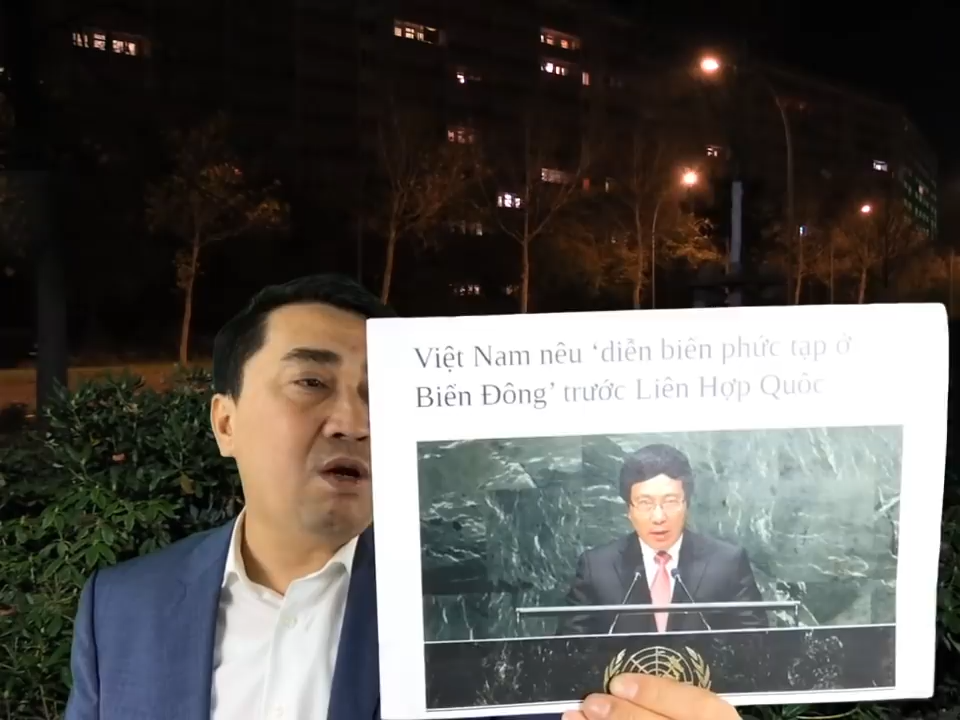 Việt Nam nêu ‘diễn biến phức tạp ở
Biển Đông’ trước Liên Hợp Quốc